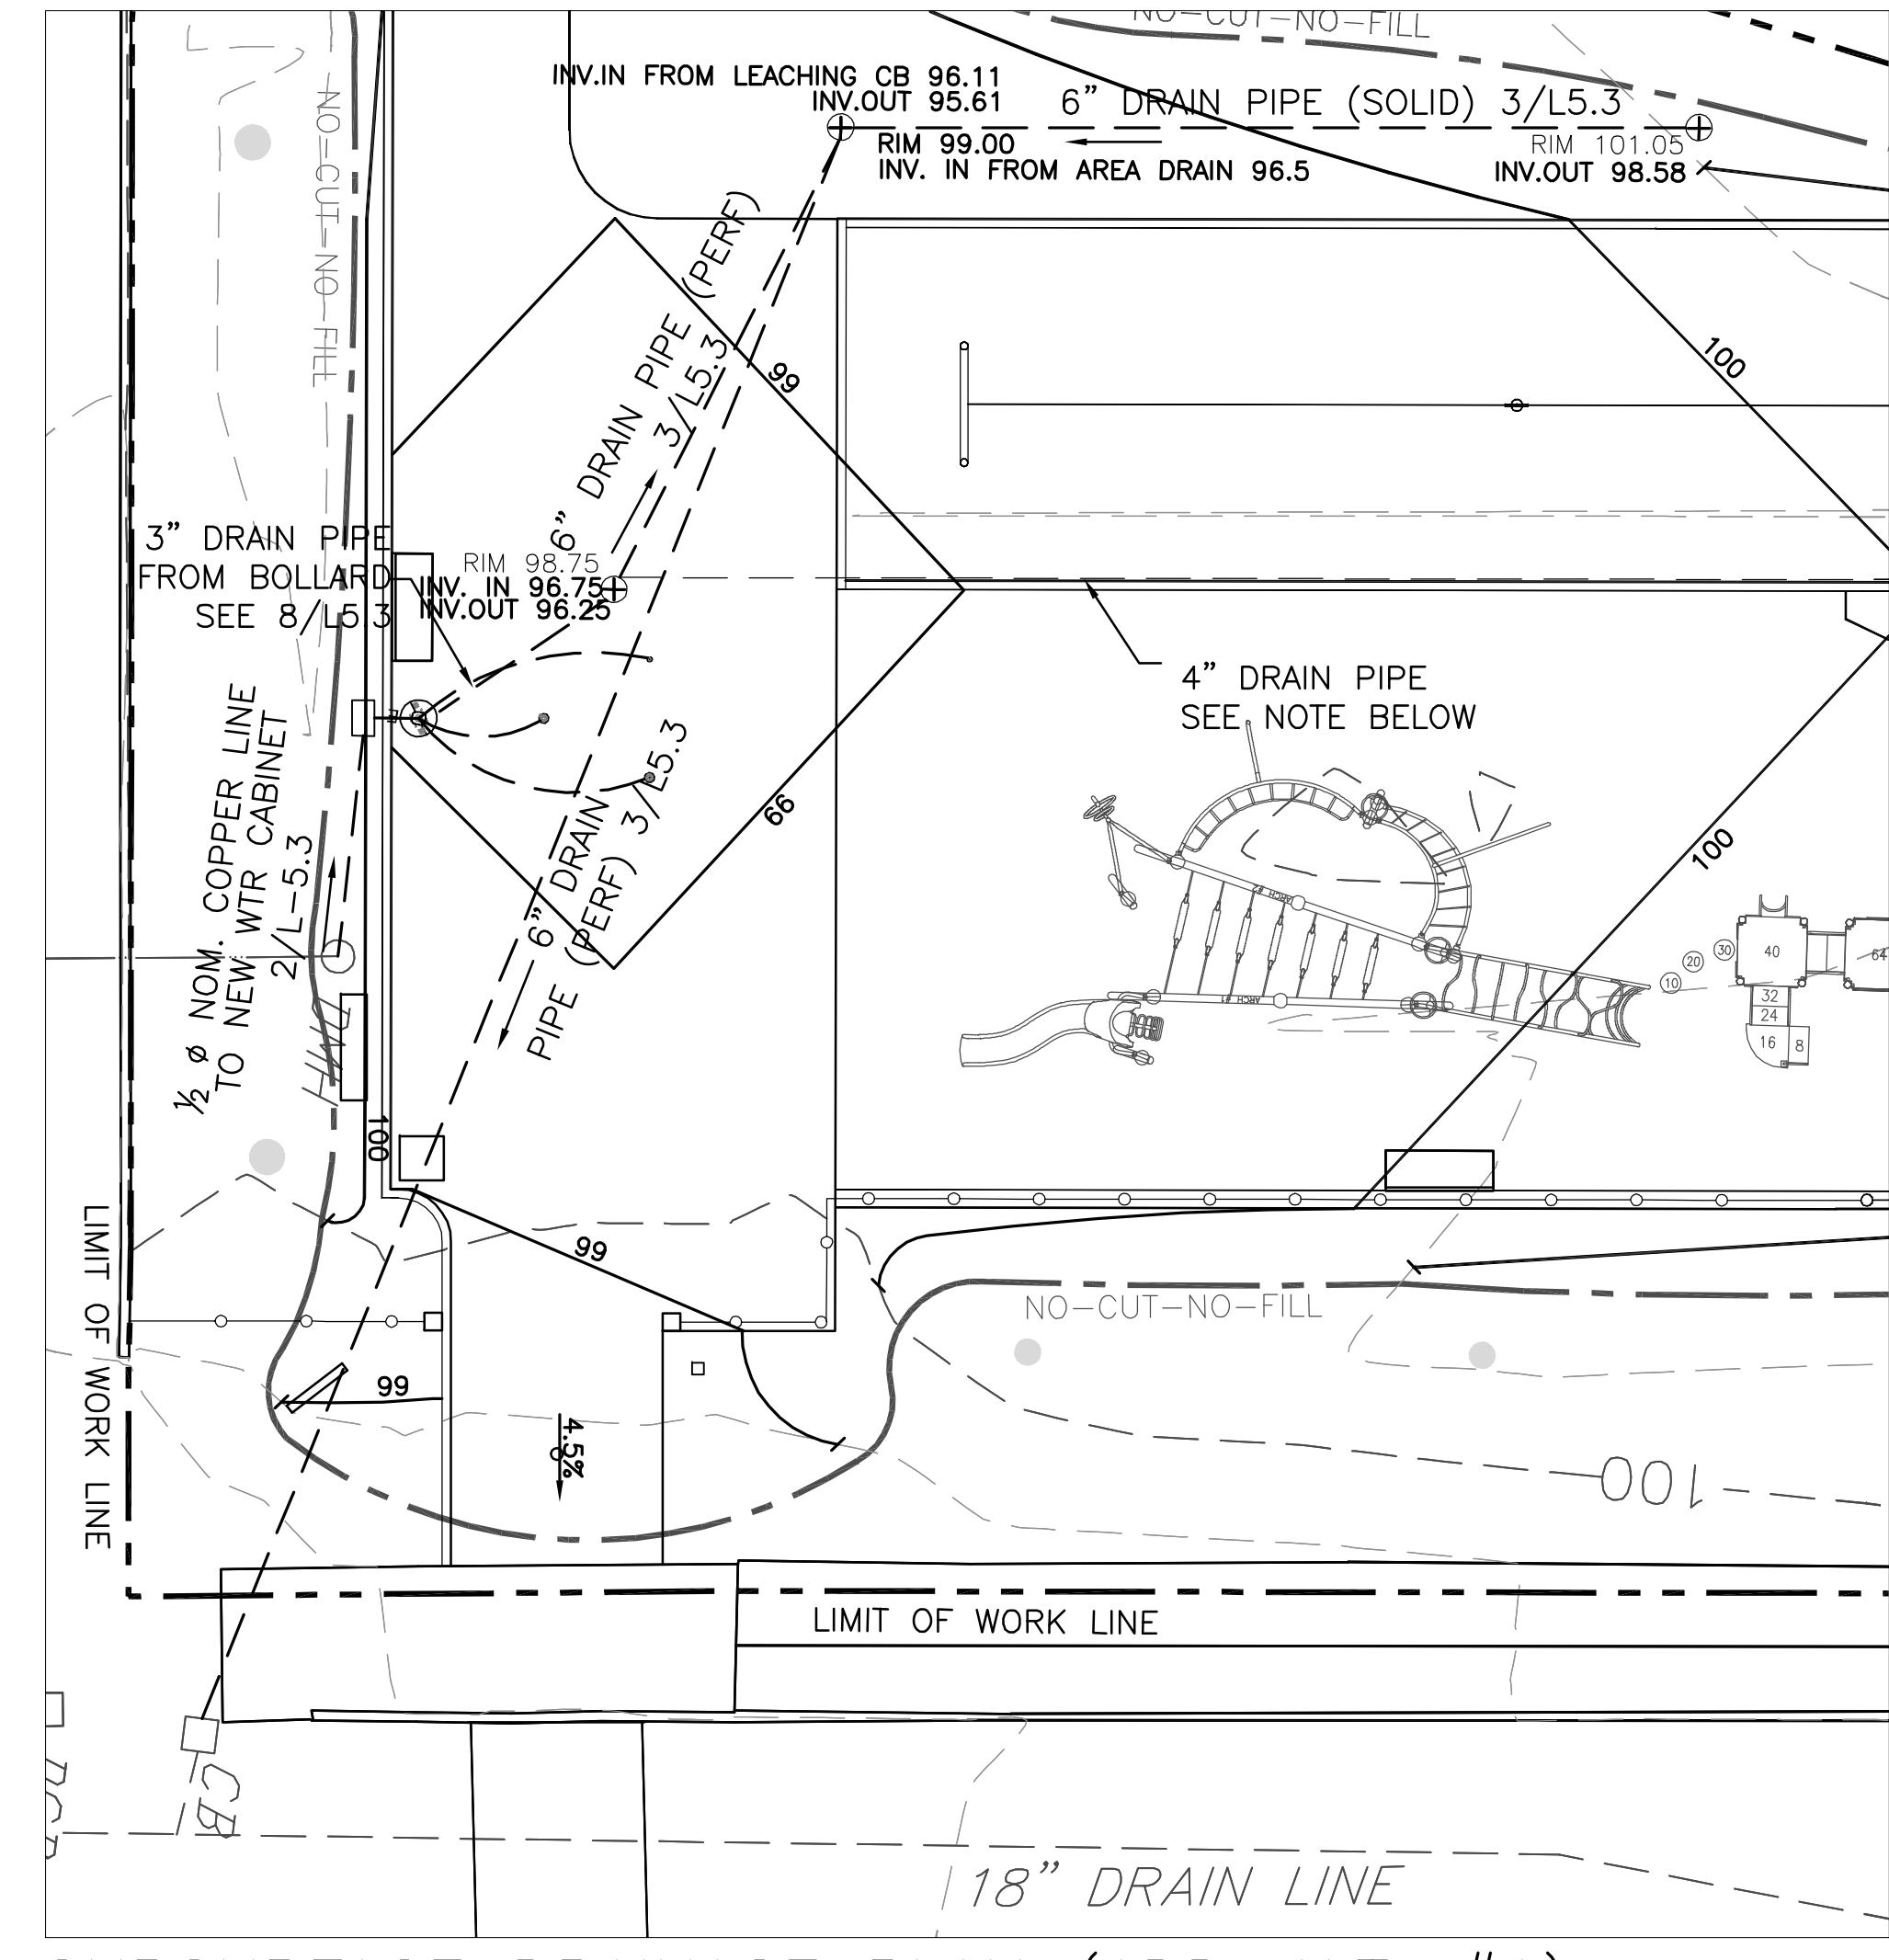 NO-CUT-NO-FILL
INV.IN FROM LEACHING CB 96.11
INV.OUT 95.61
6” DRAIN PIPE (SOLID) 3/L5.3
RIM 99.00
INV. IN FROM AREA DRAIN 96.5
RIM 101.05
INV.OUT 98.58
NO-CUT-NO-FILL
6” DRAIN PIPE (PERF)
3/L5.3
99
100
3” DRAIN PIPE
FROM BOLLARD
SEE 8/L5.3
RIM 98.75
INV. IN 96.75
INV.OUT 96.25
4” DRAIN PIPE
SEE NOTE BELOW
½ ø NOM. COPPER LINE
TO NEW WTR CABINET
2/L-5.3
6” DRAIN
PIPE (PERF) 3/L5.3
99
100
ARCH #2
ARCH #1
10
20
30
40
64
32
24
16
8
100
99
NO-CUT-NO-FILL
LIMIT OF WORK LINE
99
4.5%
100
LIMIT OF WORK LINE
CB
18” DRAIN LINE